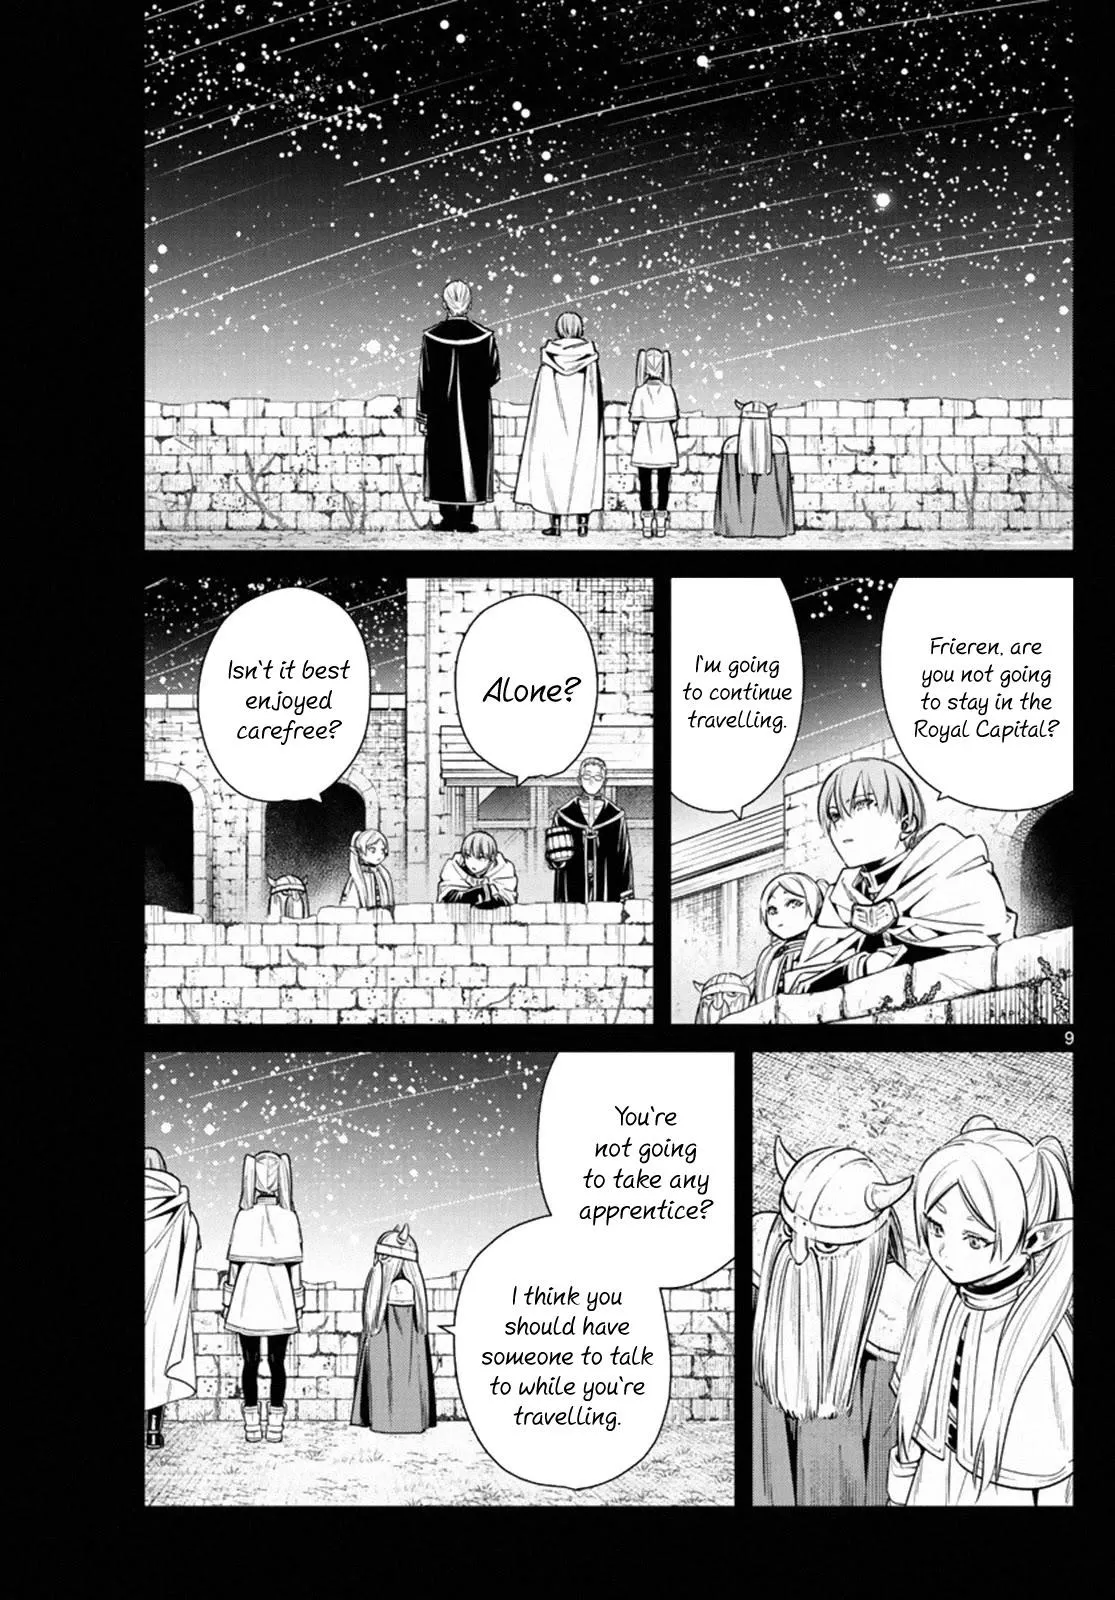 Frieren, are
you not going
to stay in the
Royal Capital?
I'm going
to continue
travelling.
Alone?
Isn't it best
enjoyed
carefree?
9
You're
not going
to take any
apprentice?
I think you
should have
someone to talk
to while you're
travelling.